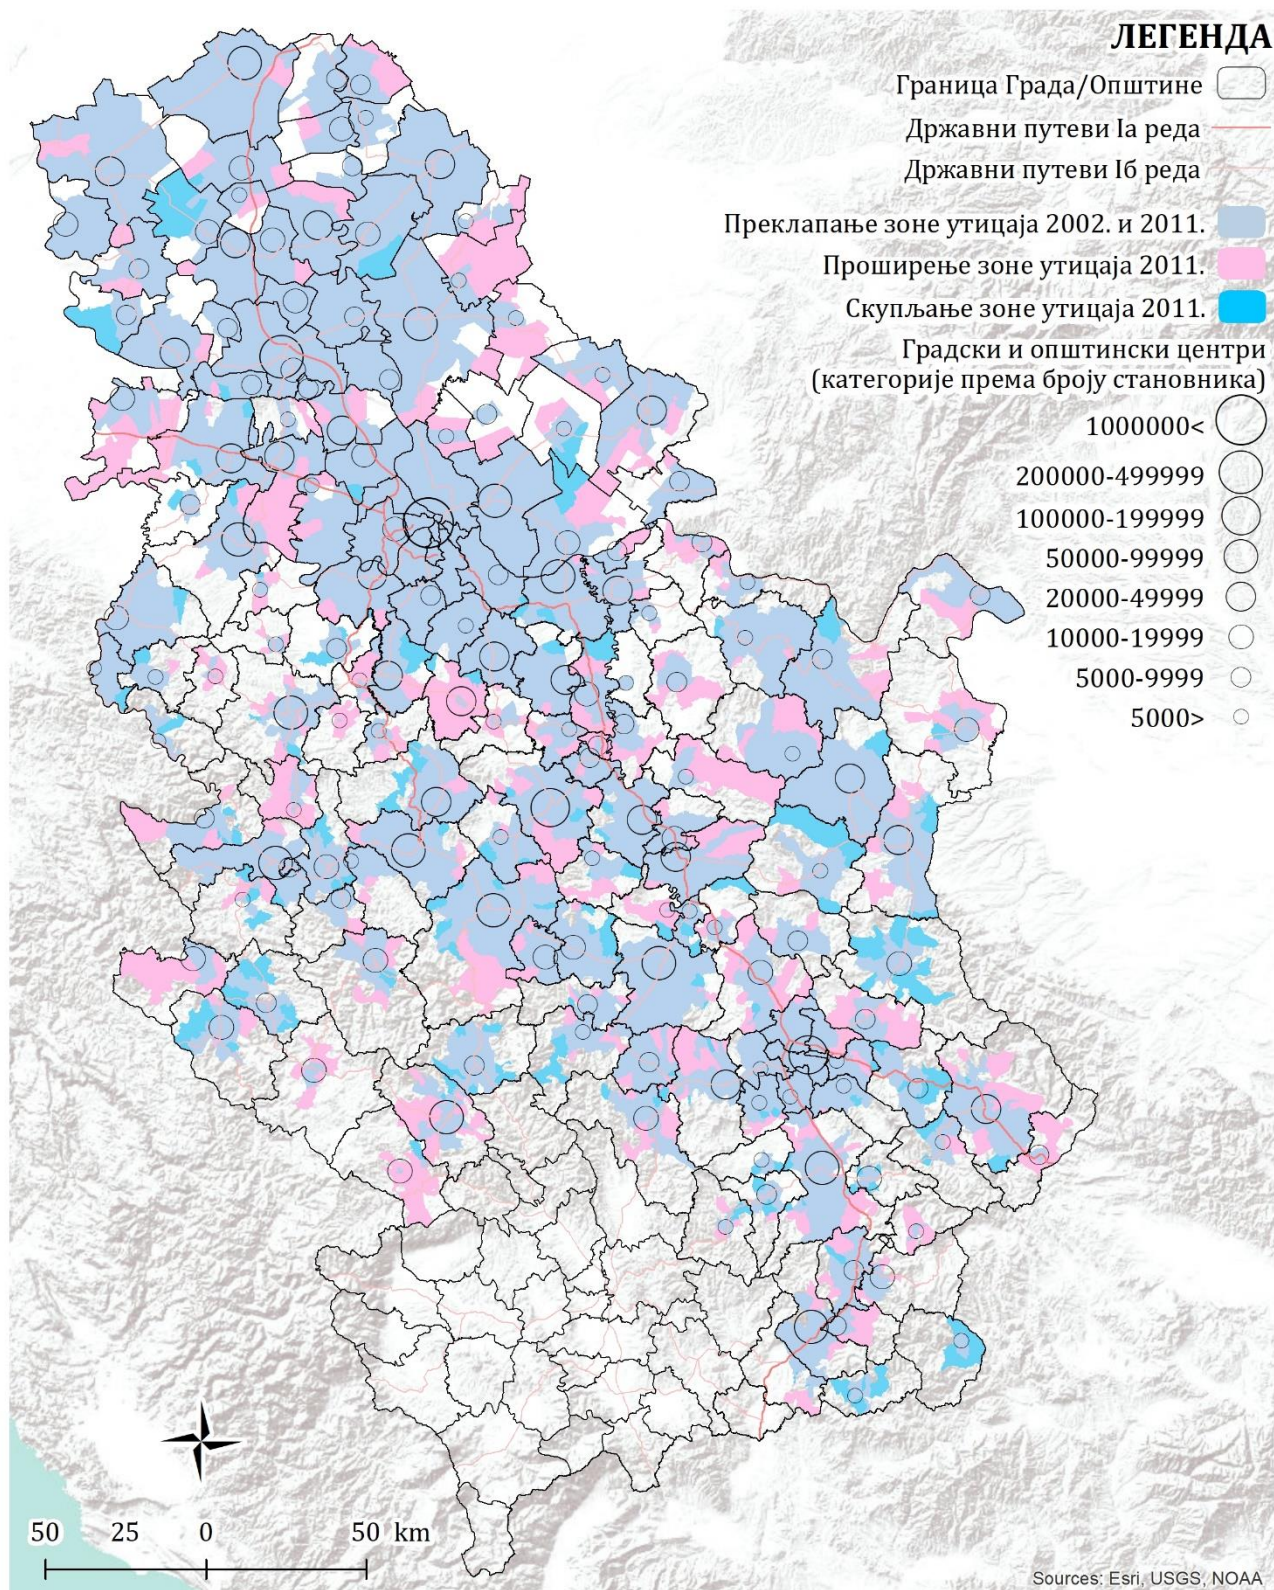 ЛЕГЕНДА
Граница Града/Општине
Државни путеви Iа реда
Државни путеви Iб реда
Преклапање зоне утицаја 2002. и 2011.
Проширење зоне утицаја 2011.
Скупљање зоне утицаја 2011.
Градски и општински центри
(категорије према броју становника)
1000000<
200000-499999
100000-199999
50000-99999
20000-49999
10000-19999
5000-9999
5000>
50 25 0 50 km
Sources: Esri, USGS, NOAA